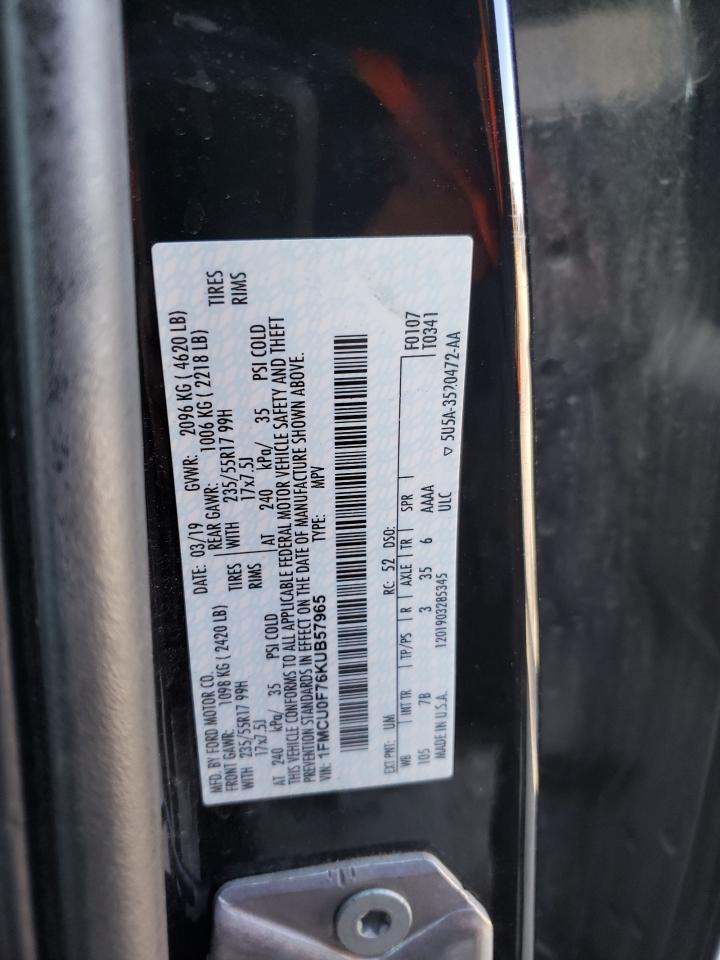 MFD. BY FORD MOTOR CO.
DATE: 03/19 GVWR: 2096 KG ( 4620 LB)
FRONT GAWR: 1098 KG ( 2420 LB) REAR GAWR: 1006 KG ( 2218 LB)
WITH 235/55R17 99H TIRES WITH 235/55R17 99H TIRES
17x7.5J RIMS 17x7.5J RIMS
AT 240 kPa/ 35 PSI COLD AT 240 kPa/ 35 PSI COLD
THIS VEHICLE CONFORMS TO ALL APPLICABLE FEDERAL MOTOR VEHICLE SAFETY AND THEFT
PREVENTION STANDARDS IN EFFECT ON THE DATE OF MANUFACTURE SHOWN ABOVE.
VIN: 1FMCU0F76KUB57965 TYPE: MPV
F0107
EXT PNT: UM RC: 52 DSO: T0341
WB INT TR TP/PS R AXLE TR SPR
105 7B 3 35 6 AAAA
MADE IN U.S.A. 1201903285345 ULC ▽ 5U5A-3520472-AA